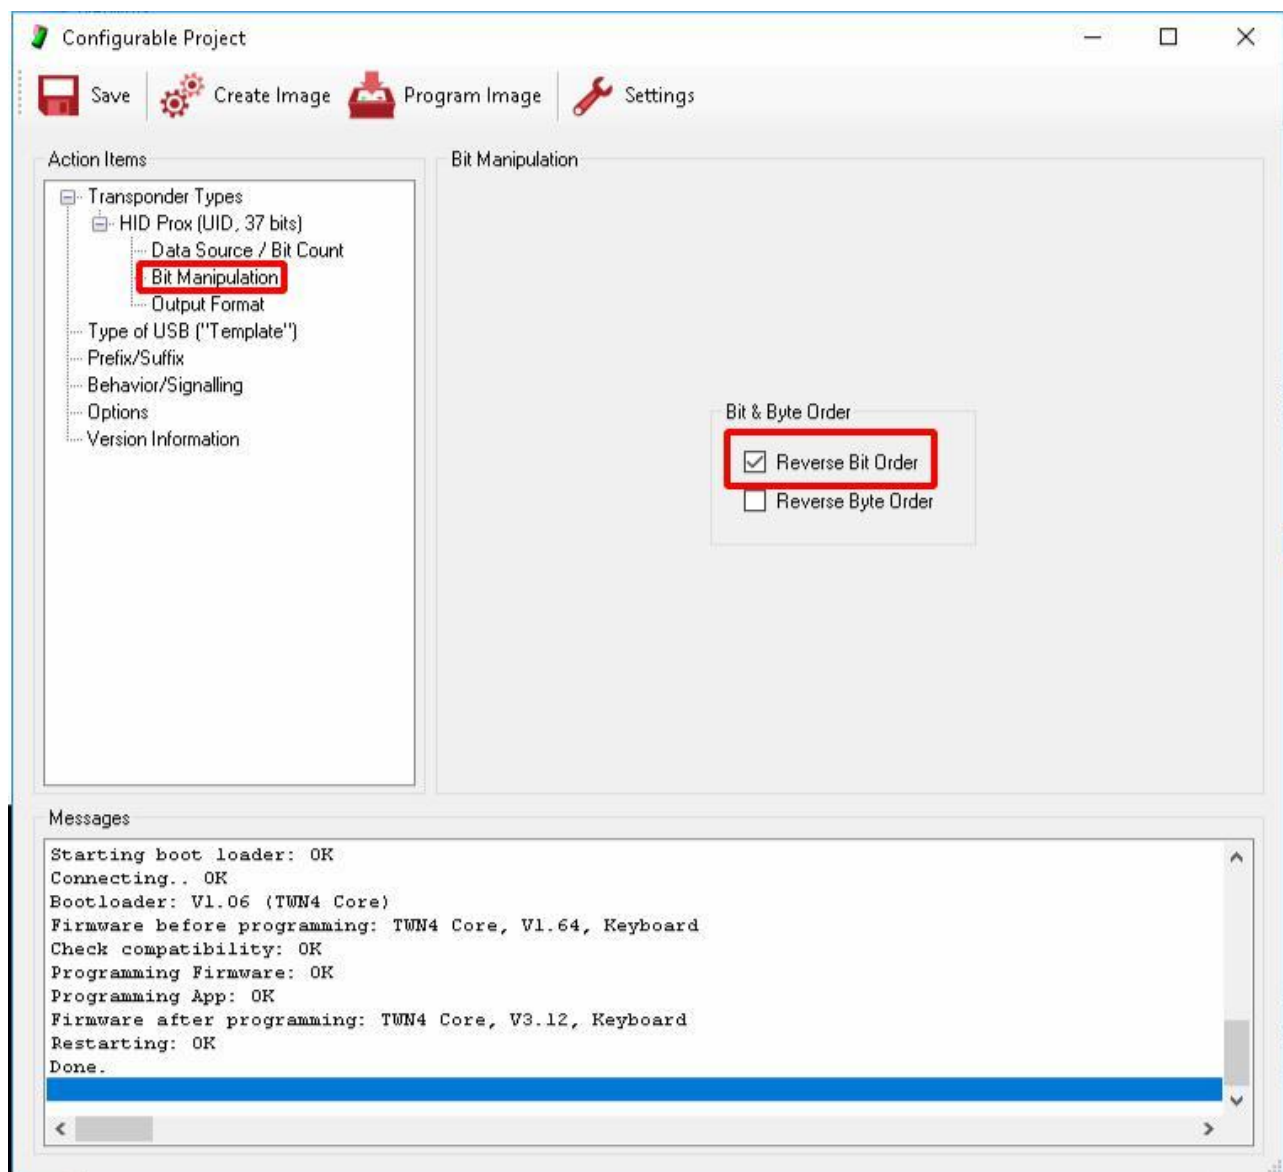 Configurable Project
Save Create Image Program Image Settings
Action Items
Transponder Types
HID Prox (UID, 37 bits)
Data Source / Bit Count
Bit Manipulation
Output Format
Type of USB ("Template")
Prefix/Suffix
Behavior/Signalling
Options
Version Information
Bit Manipulation
Bit & Byte Order
Reverse Bit Order
Reverse Byte Order
Messages
Starting boot loader: OK
Connecting.. OK
Bootloader: V1.06 (TWN4 Core)
Firmware before programming: TWN4 Core, V1.64, Keyboard
Check compatibility: OK
Programming Firmware: OK
Programming App: OK
Firmware after programming: TWN4 Core, V3.12, Keyboard
Restarting: OK
Done.